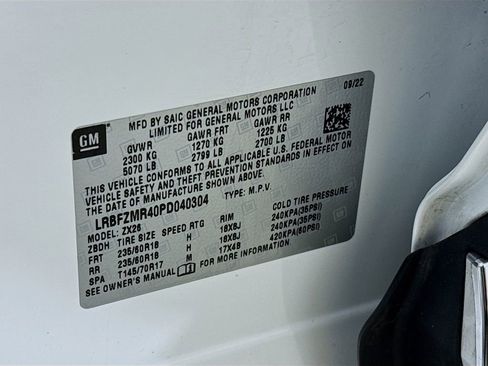 GM
09/22
MFD BY SAIC GENERAL MOTORS CORPORATION
LIMITED FOR GENERAL MOTORS LLC
GVWR GAWR FRT GAWR RR
2300 KG 1270 KG 1225 KG
5070 LB 2799 LB 2700 LB
THIS VEHICLE CONFORMS TO ALL APPLICABLE U.S. FEDERAL MOTOR
VEHICLE SAFETY AND THEFT PREVENTION STANDARDS IN EFFECT ON
THE DATE OF MANUFACTURE SHOWN ABOVE.
LRBFZMR40PD040304 TYPE: M.P.V.
MODEL: ZX26
ZBDH TIRE SIZE SPEED RTG RIM COLD TIRE PRESSURE
FRT 235/60R18 H 18X8J 240KPA(35PSI)
RR 235/60R18 H 18X8J 240KPA(35PSI)
SPA T145/70R17 M 17X4B 420KPA(60PSI)
SEE OWNER'S MANUAL FOR MORE INFORMATION.